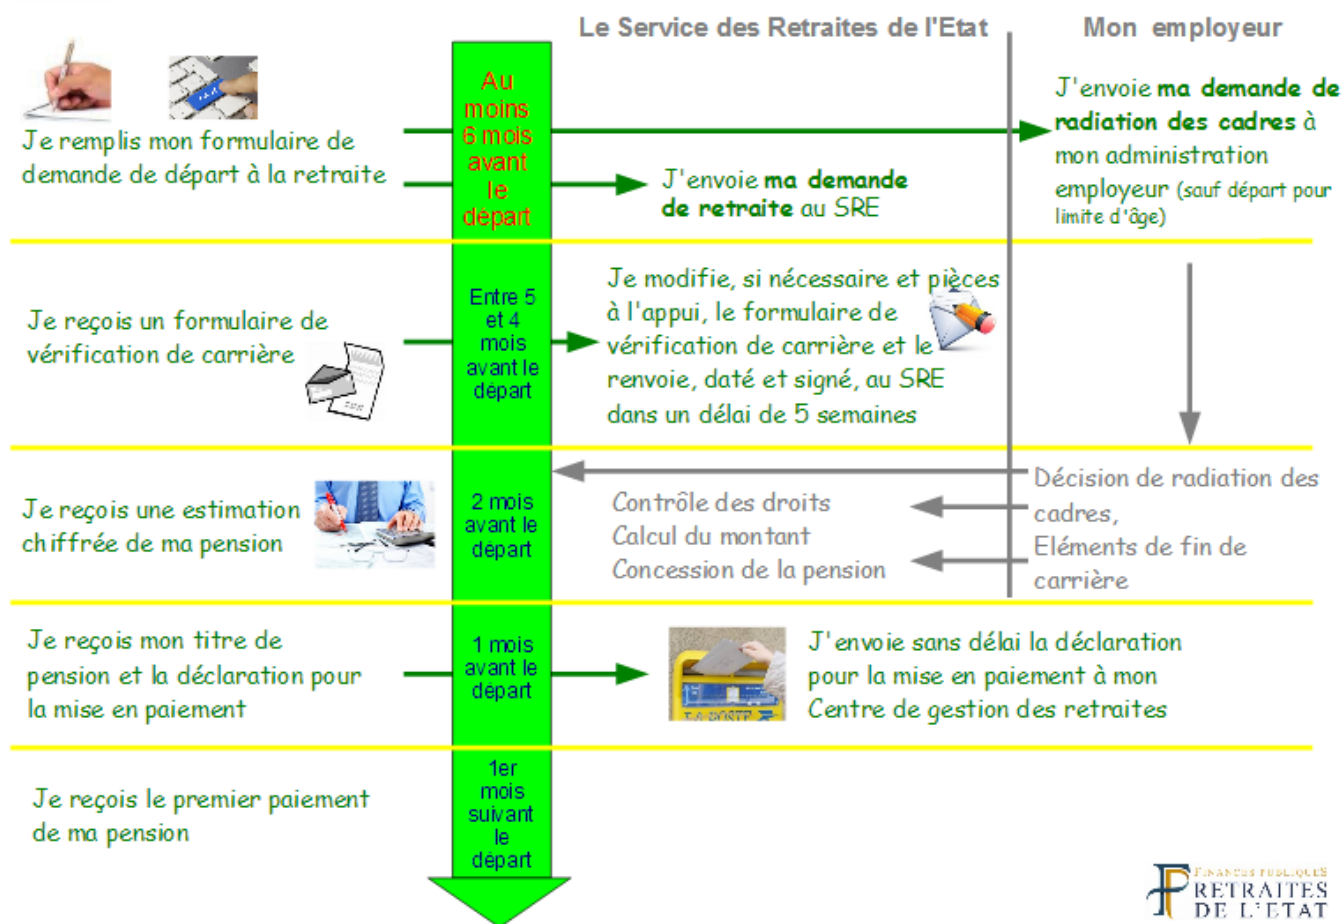 Le Service des Retraites de l'Etat
Mon employeur
Je remplis mon formulaire de
demande de départ à la retraite
Au
moins
6 mois
avant
le
départ
J'envoie ma demande
de retraite au SRE
J'envoie ma demande de
radiation des cadres à
mon administration
employeur (sauf départ pour
limite d'âge)
Je reçois un formulaire de
vérification de carrière
Entre 5
et 4
mois
avant le
départ
Je modifie, si nécessaire et pièces
à l'appui, le formulaire de
vérification de carrière et le
renvoie, daté et signé, au SRE
dans un délai de 5 semaines
Je reçois une estimation
chiffrée de ma pension
2 mois
avant le
départ
Contrôle des droits
Calcul du montant
Concession de la pension
Décision de radiation des
cadres,
Eléments de fin de
carrière
Je reçois mon titre de
pension et la déclaration pour
la mise en paiement
1 mois
avant le
départ
LA POSTE
J'envoie sans délai la déclaration
pour la mise en paiement à mon
Centre de gestion des retraites
Je reçois le premier paiement
de ma pension
1er
mois
suivant
le
départ
FINANCES PUBLIQUES
RETRAITES
DE L'ETAT